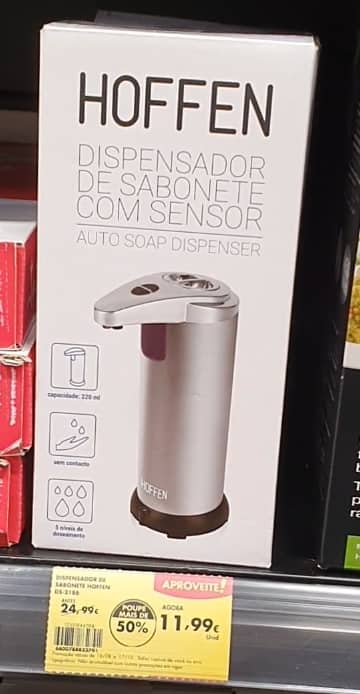 HOFFEN
DISPENSADOR
DE SABONETE
COM SENSOR
AUTO SOAP DISPENSER
capacidade: 220 ml
sem contacto
5 níveis de
doseamento
HOFFEN
DISPENSADOR DE
SABONETE HOFFEN
DS-2186
APROVEITE!
ANTES
24,99€
POUPE
MAIS DE
50%
AGORA
11,99€
Und